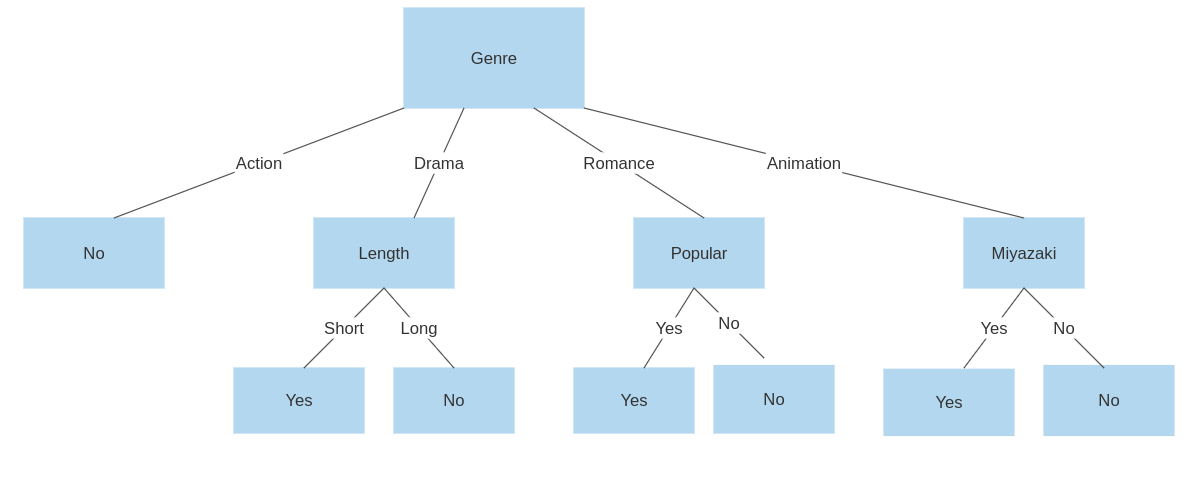 Genre
Action
Drama
Romance
Animation
No
Length
Popular
Miyazaki
Short
Long
Yes
No
Yes
No
Yes
No
Yes
No
Yes
No